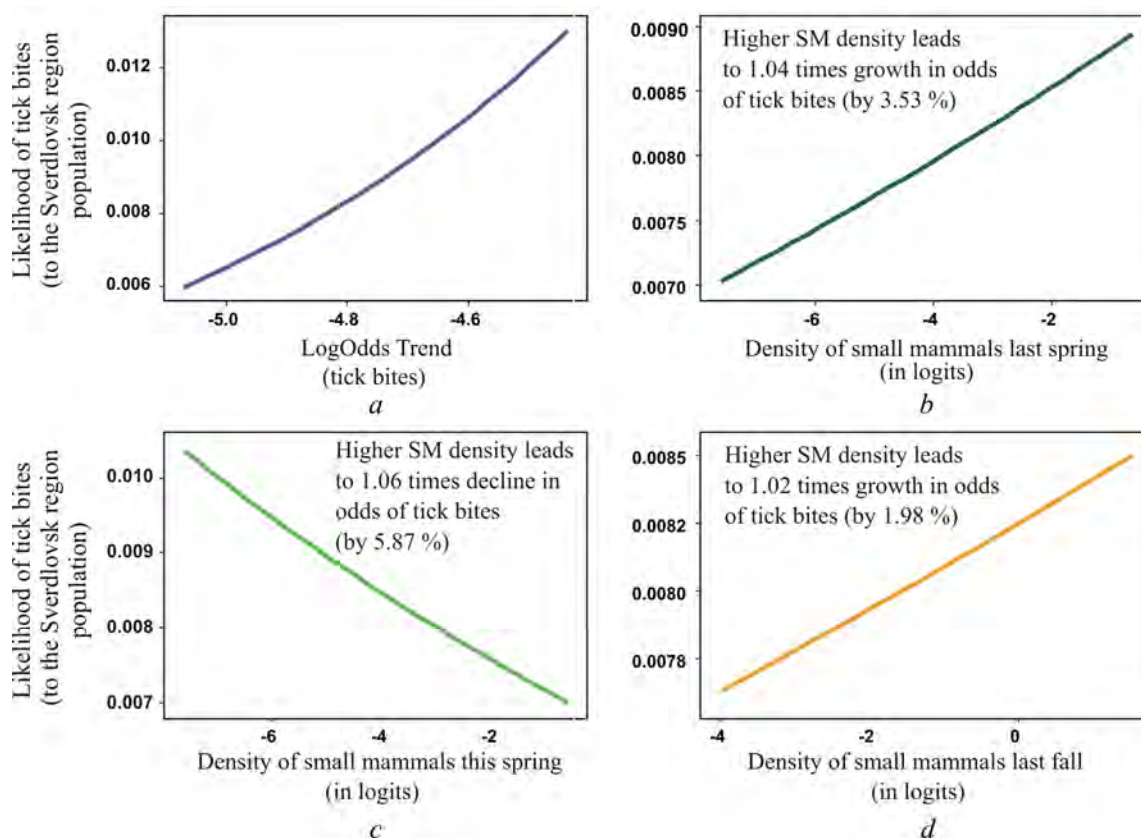 Likelihood of tick bites
(to the Sverdlovsk region
population)
0.012
0.010
0.008
0.006
-5.0 -4.8 -4.6
LogOdds Trend
(tick bites)
a
Higher SM density leads
to 1.04 times growth in odds
of tick bites (by 3.53 %)
0.0090
0.0085
0.0080
0.0075
0.0070
-6 -4 -2
Density of small mammals last spring
(in logits)
b
Likelihood of tick bites
(to the Sverdlovsk region
population)
Higher SM density leads
to 1.06 times decline in
odds of tick bites
(by 5.87 %)
0.010
0.009
0.008
0.007
-6 -4 -2
Density of small mammals this spring
(in logits)
c
Higher SM density leads
to 1.02 times growth in odds
of tick bites (by 1.98 %)
0.0085
0.0082
0.0080
0.0078
-4 -2 0
Density of small mammals last fall
(in logits)
d